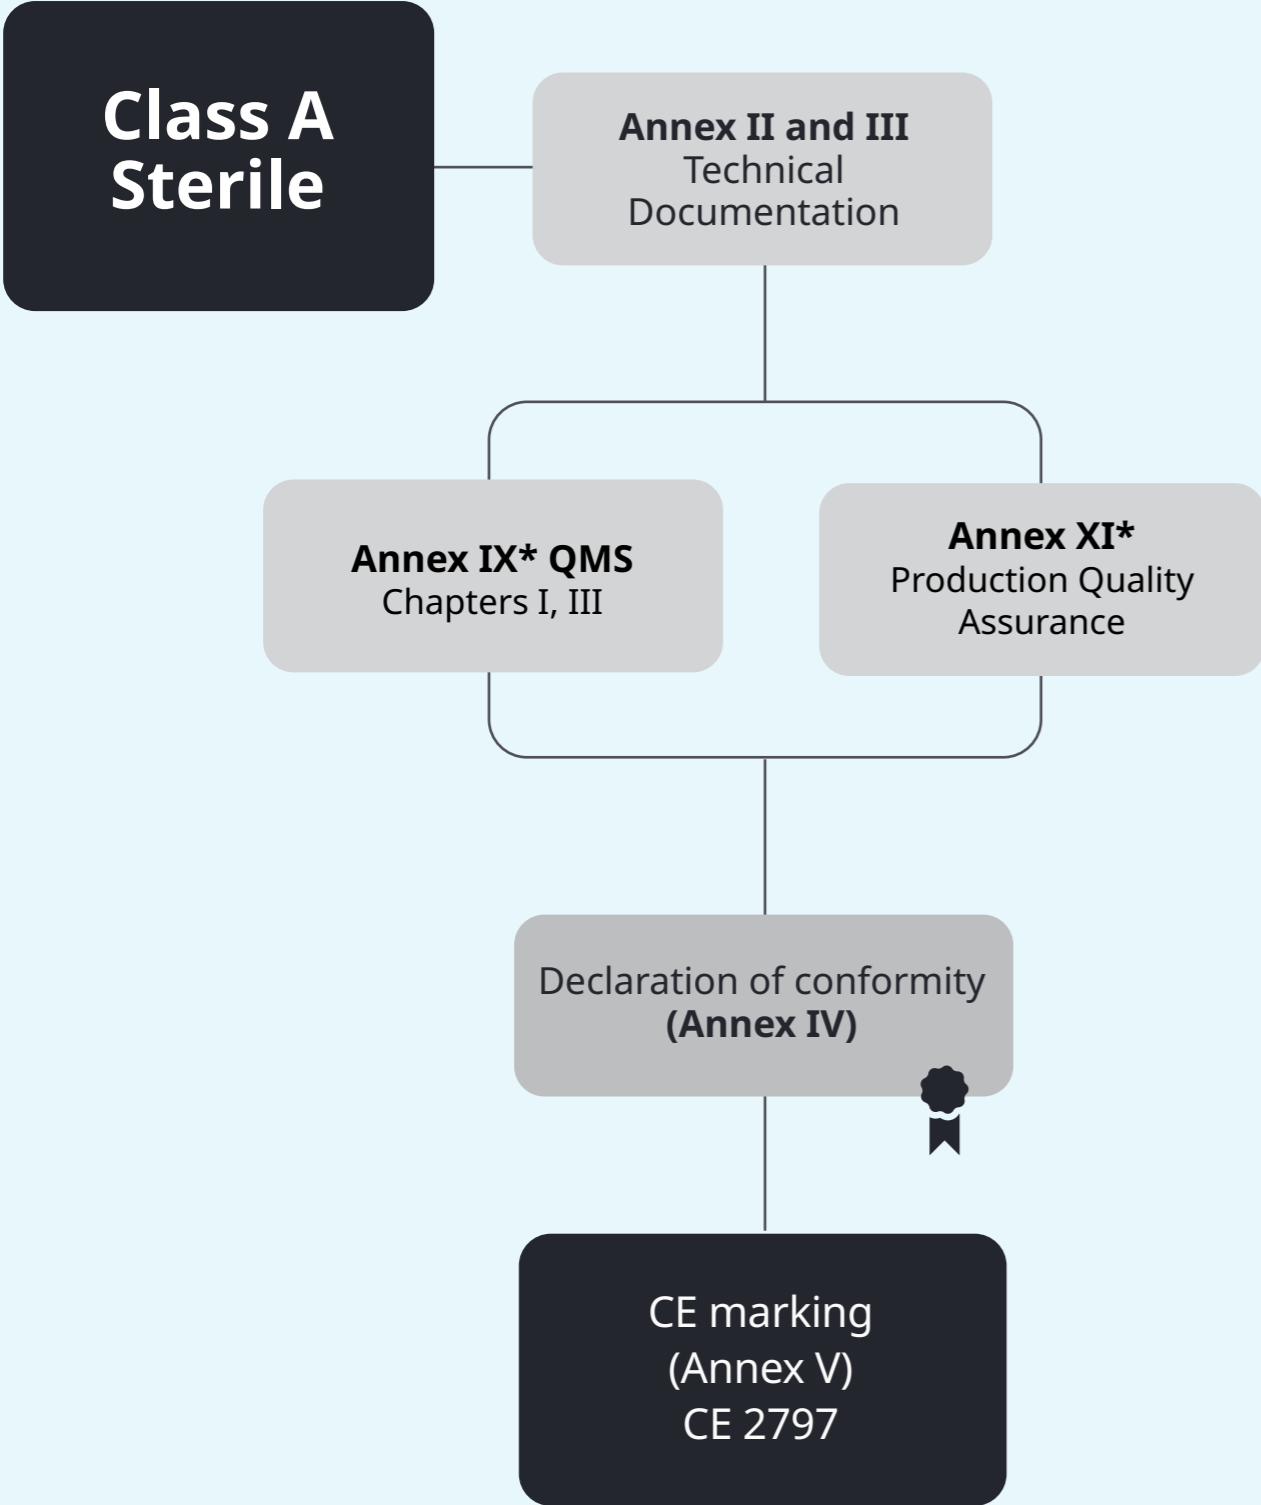 Class A
Sterile
Annex II and III
Technical
Documentation
Annex IX* QMS
Chapters I, III
Annex XI*
Production Quality
Assurance
Declaration of conformity
(Annex IV)
CE marking
(Annex V)
CE 2797